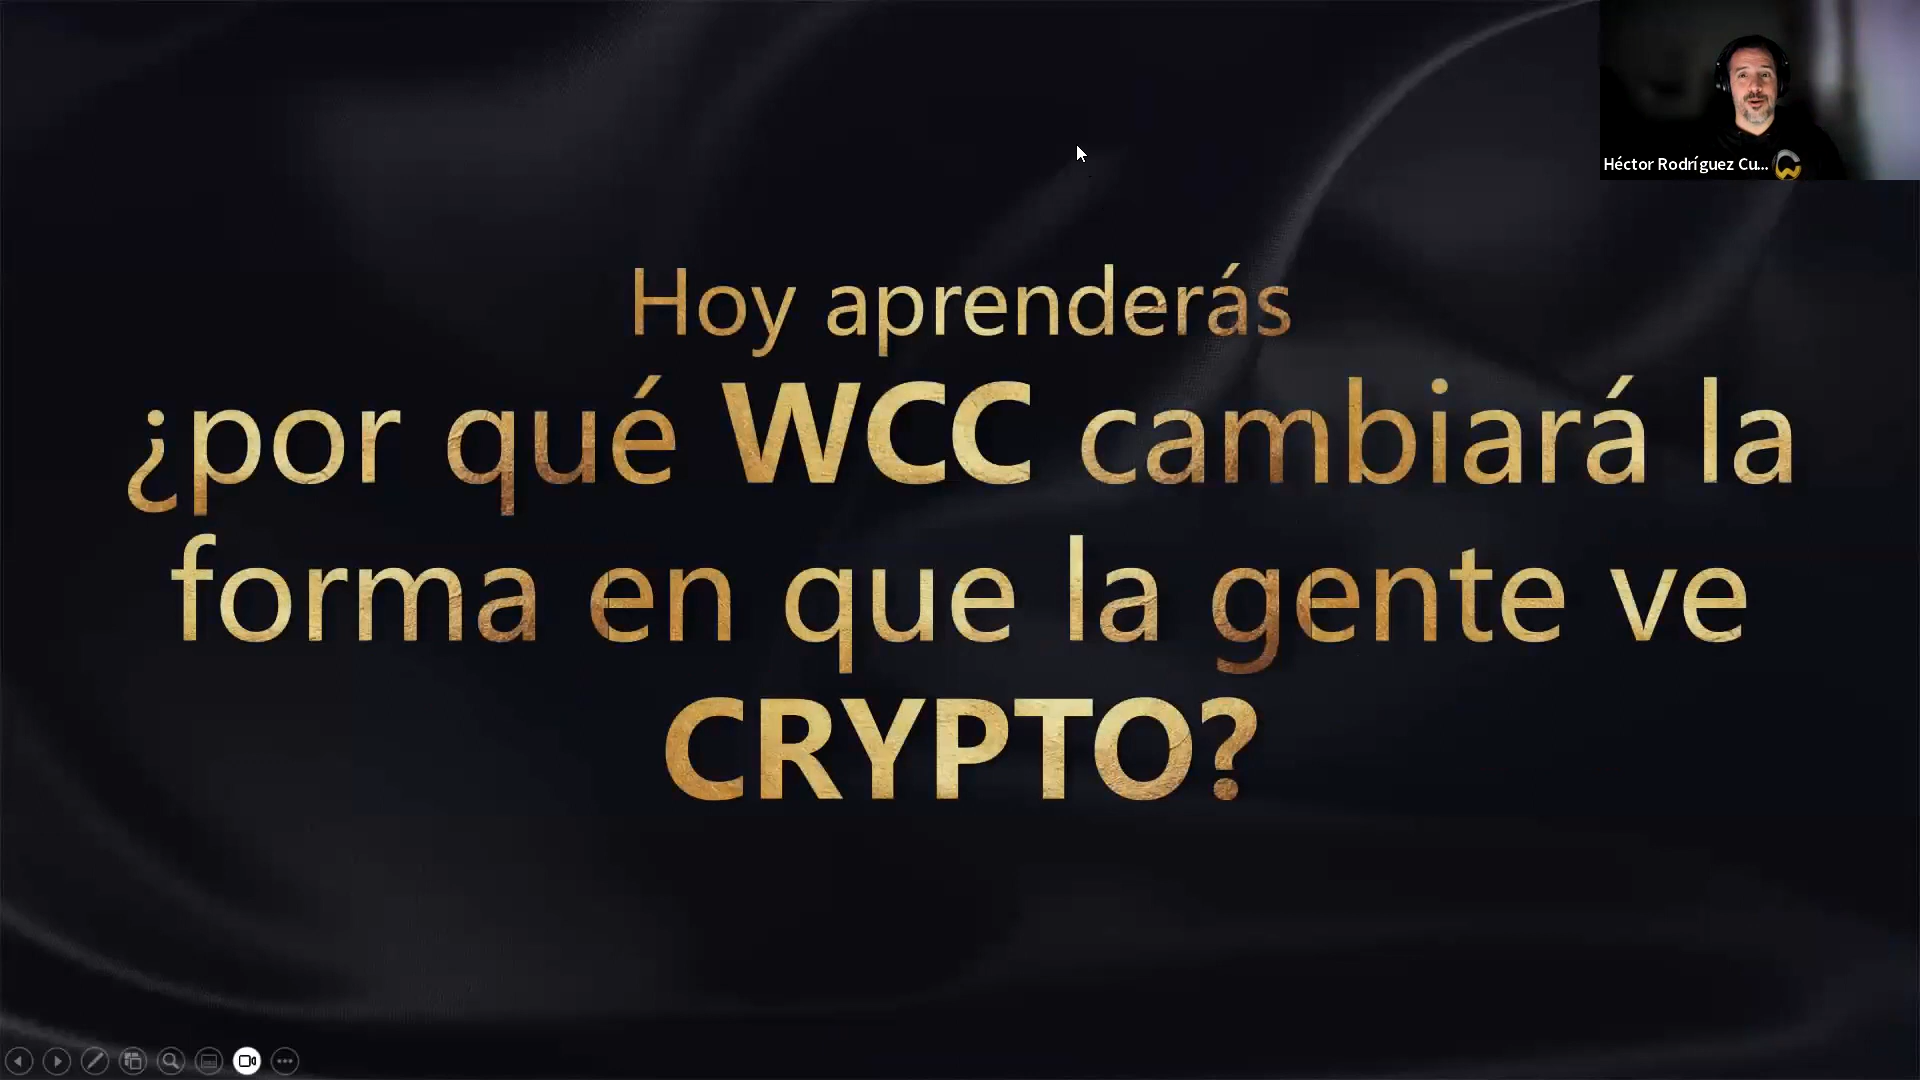 Héctor Rodríguez Cu...
Hoy aprenderás
¿por qué WCC cambiará la
forma en que la gente ve
CRYPTO?